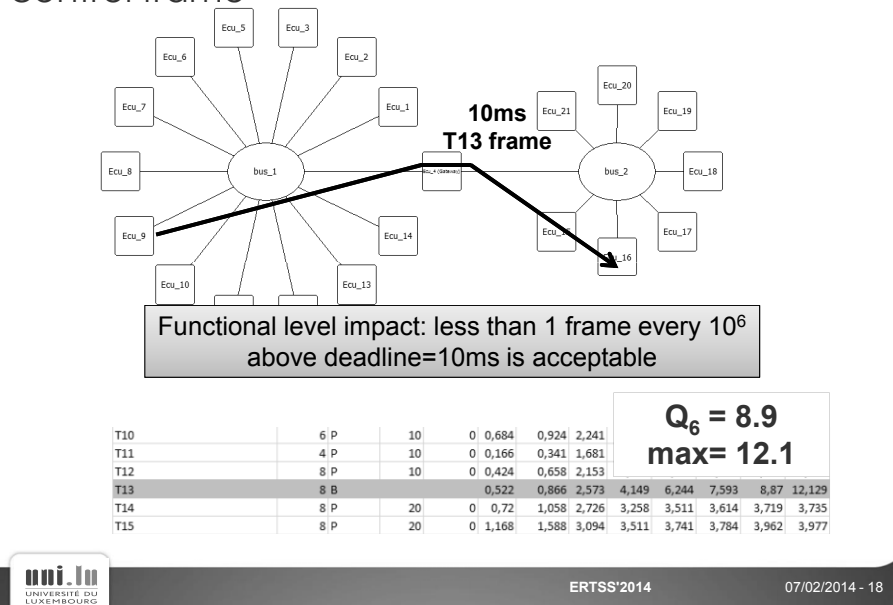 Ecu_5
Ecu_3
Ecu_6
Ecu_2
Ecu_7
Ecu_1
Ecu_8
bus_1
Ecu_9
Ecu_14
Ecu_10
Ecu_13
10ms
T13 frame
Ecu_4 (Gateway)
Ecu_20
Ecu_21
Ecu_19
bus_2
Ecu_18
Ecu_17
Functional level impact: less than 1 frame every 10⁶
above deadline=10ms is acceptable
Q₆ = 8.9
max= 12.1
T10 6 P 10 0 0,684 0,924 2,241
T11 4 P 10 0 0,166 0,341 1,681
T12 8 P 10 0 0,424 0,658 2,153
T13 8 B 0,522 0,866 2,573 4,149 6,244 7,593 8,87 12,129
T14 8 P 20 0 0,72 1,058 2,726 3,258 3,511 3,614 3,719 3,735
T15 8 P 20 0 1,168 1,588 3,094 3,511 3,741 3,784 3,962 3,977
uni.lu
UNIVERSITÉ DU
LUXEMBOURG
ERTSS'2014
07/02/2014 - 18